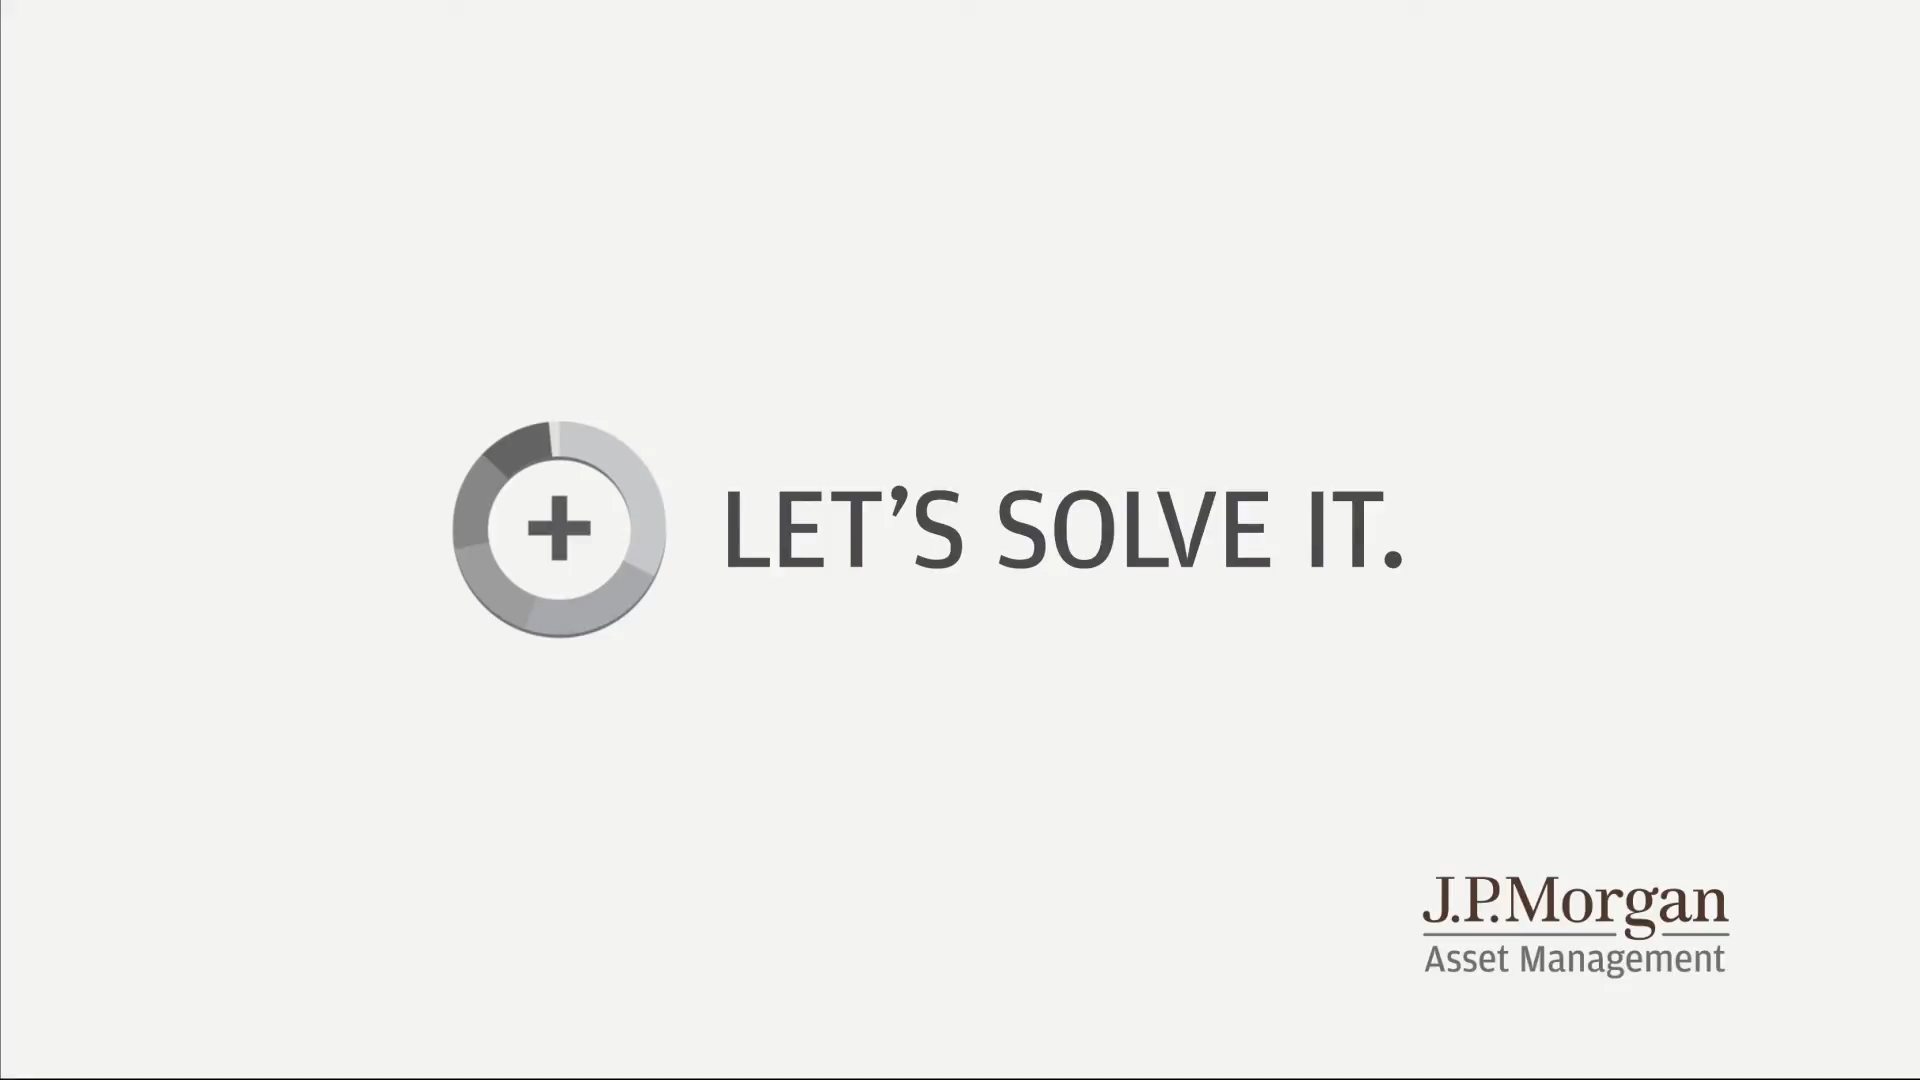 + LET’S SOLVE IT.
J.P.Morgan
Asset Management